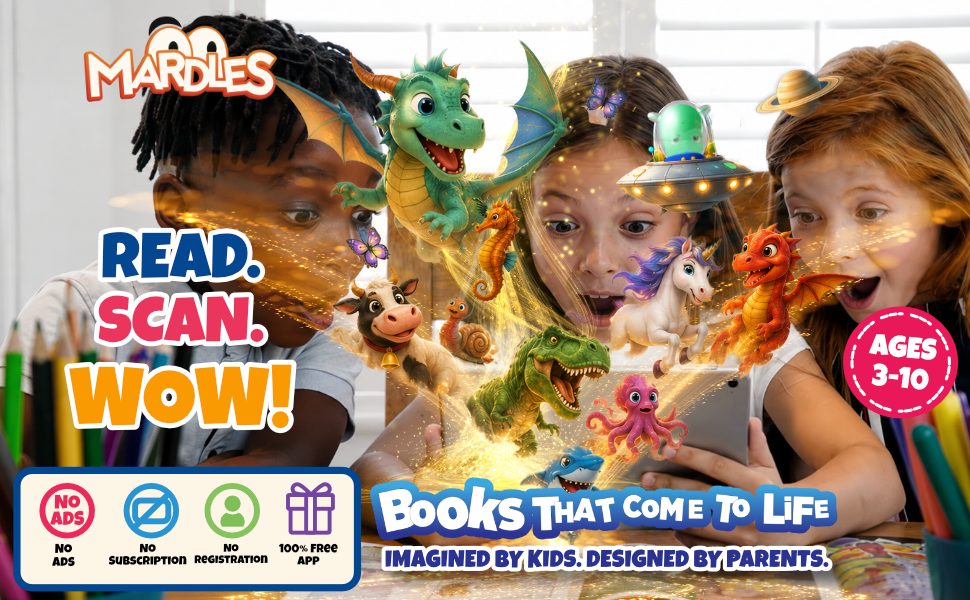 MARDLES
READ.
SCAN.
WOW!
AGES
3-10
NO
ADS
NO
ADS
NO
SUBSCRIPTION
NO
REGISTRATION
100% FREE
APP
BOOKS THAT COME TO LIFE
IMAGINED BY KIDS. DESIGNED BY PARENTS.